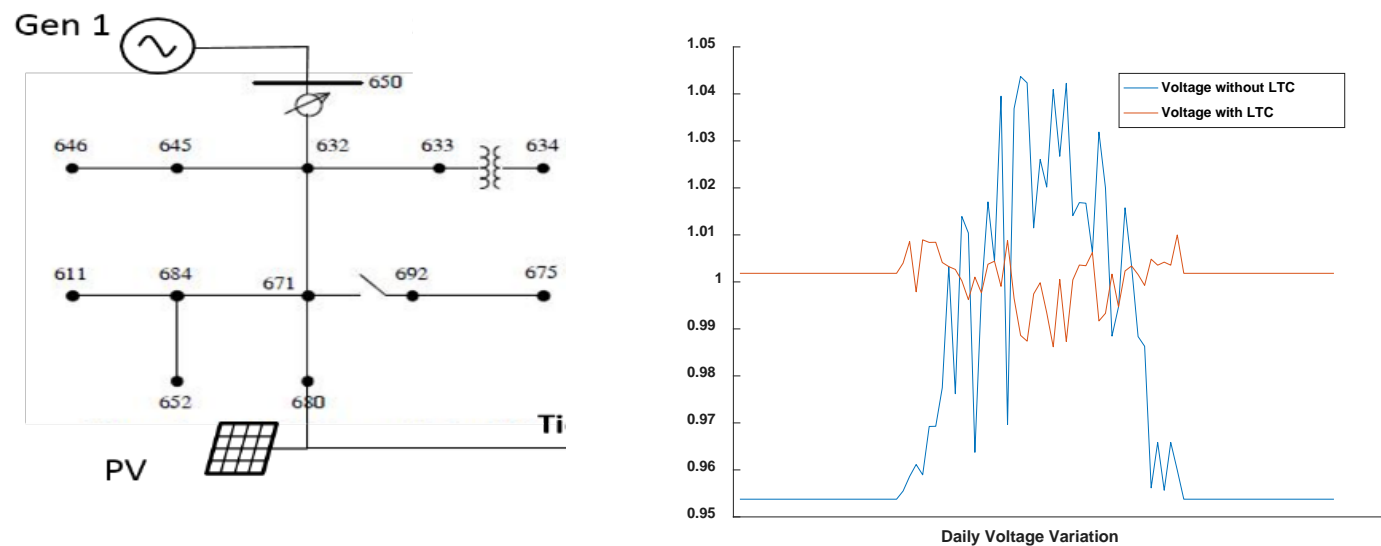 Gen 1
650
646 645 632 633 634
611 684 671 692 675
652 680
Ti
PV
1.05
1.04
1.03
1.02
1.01
1
0.99
0.98
0.97
0.96
0.95
Voltage without LTC
Voltage with LTC
Daily Voltage Variation